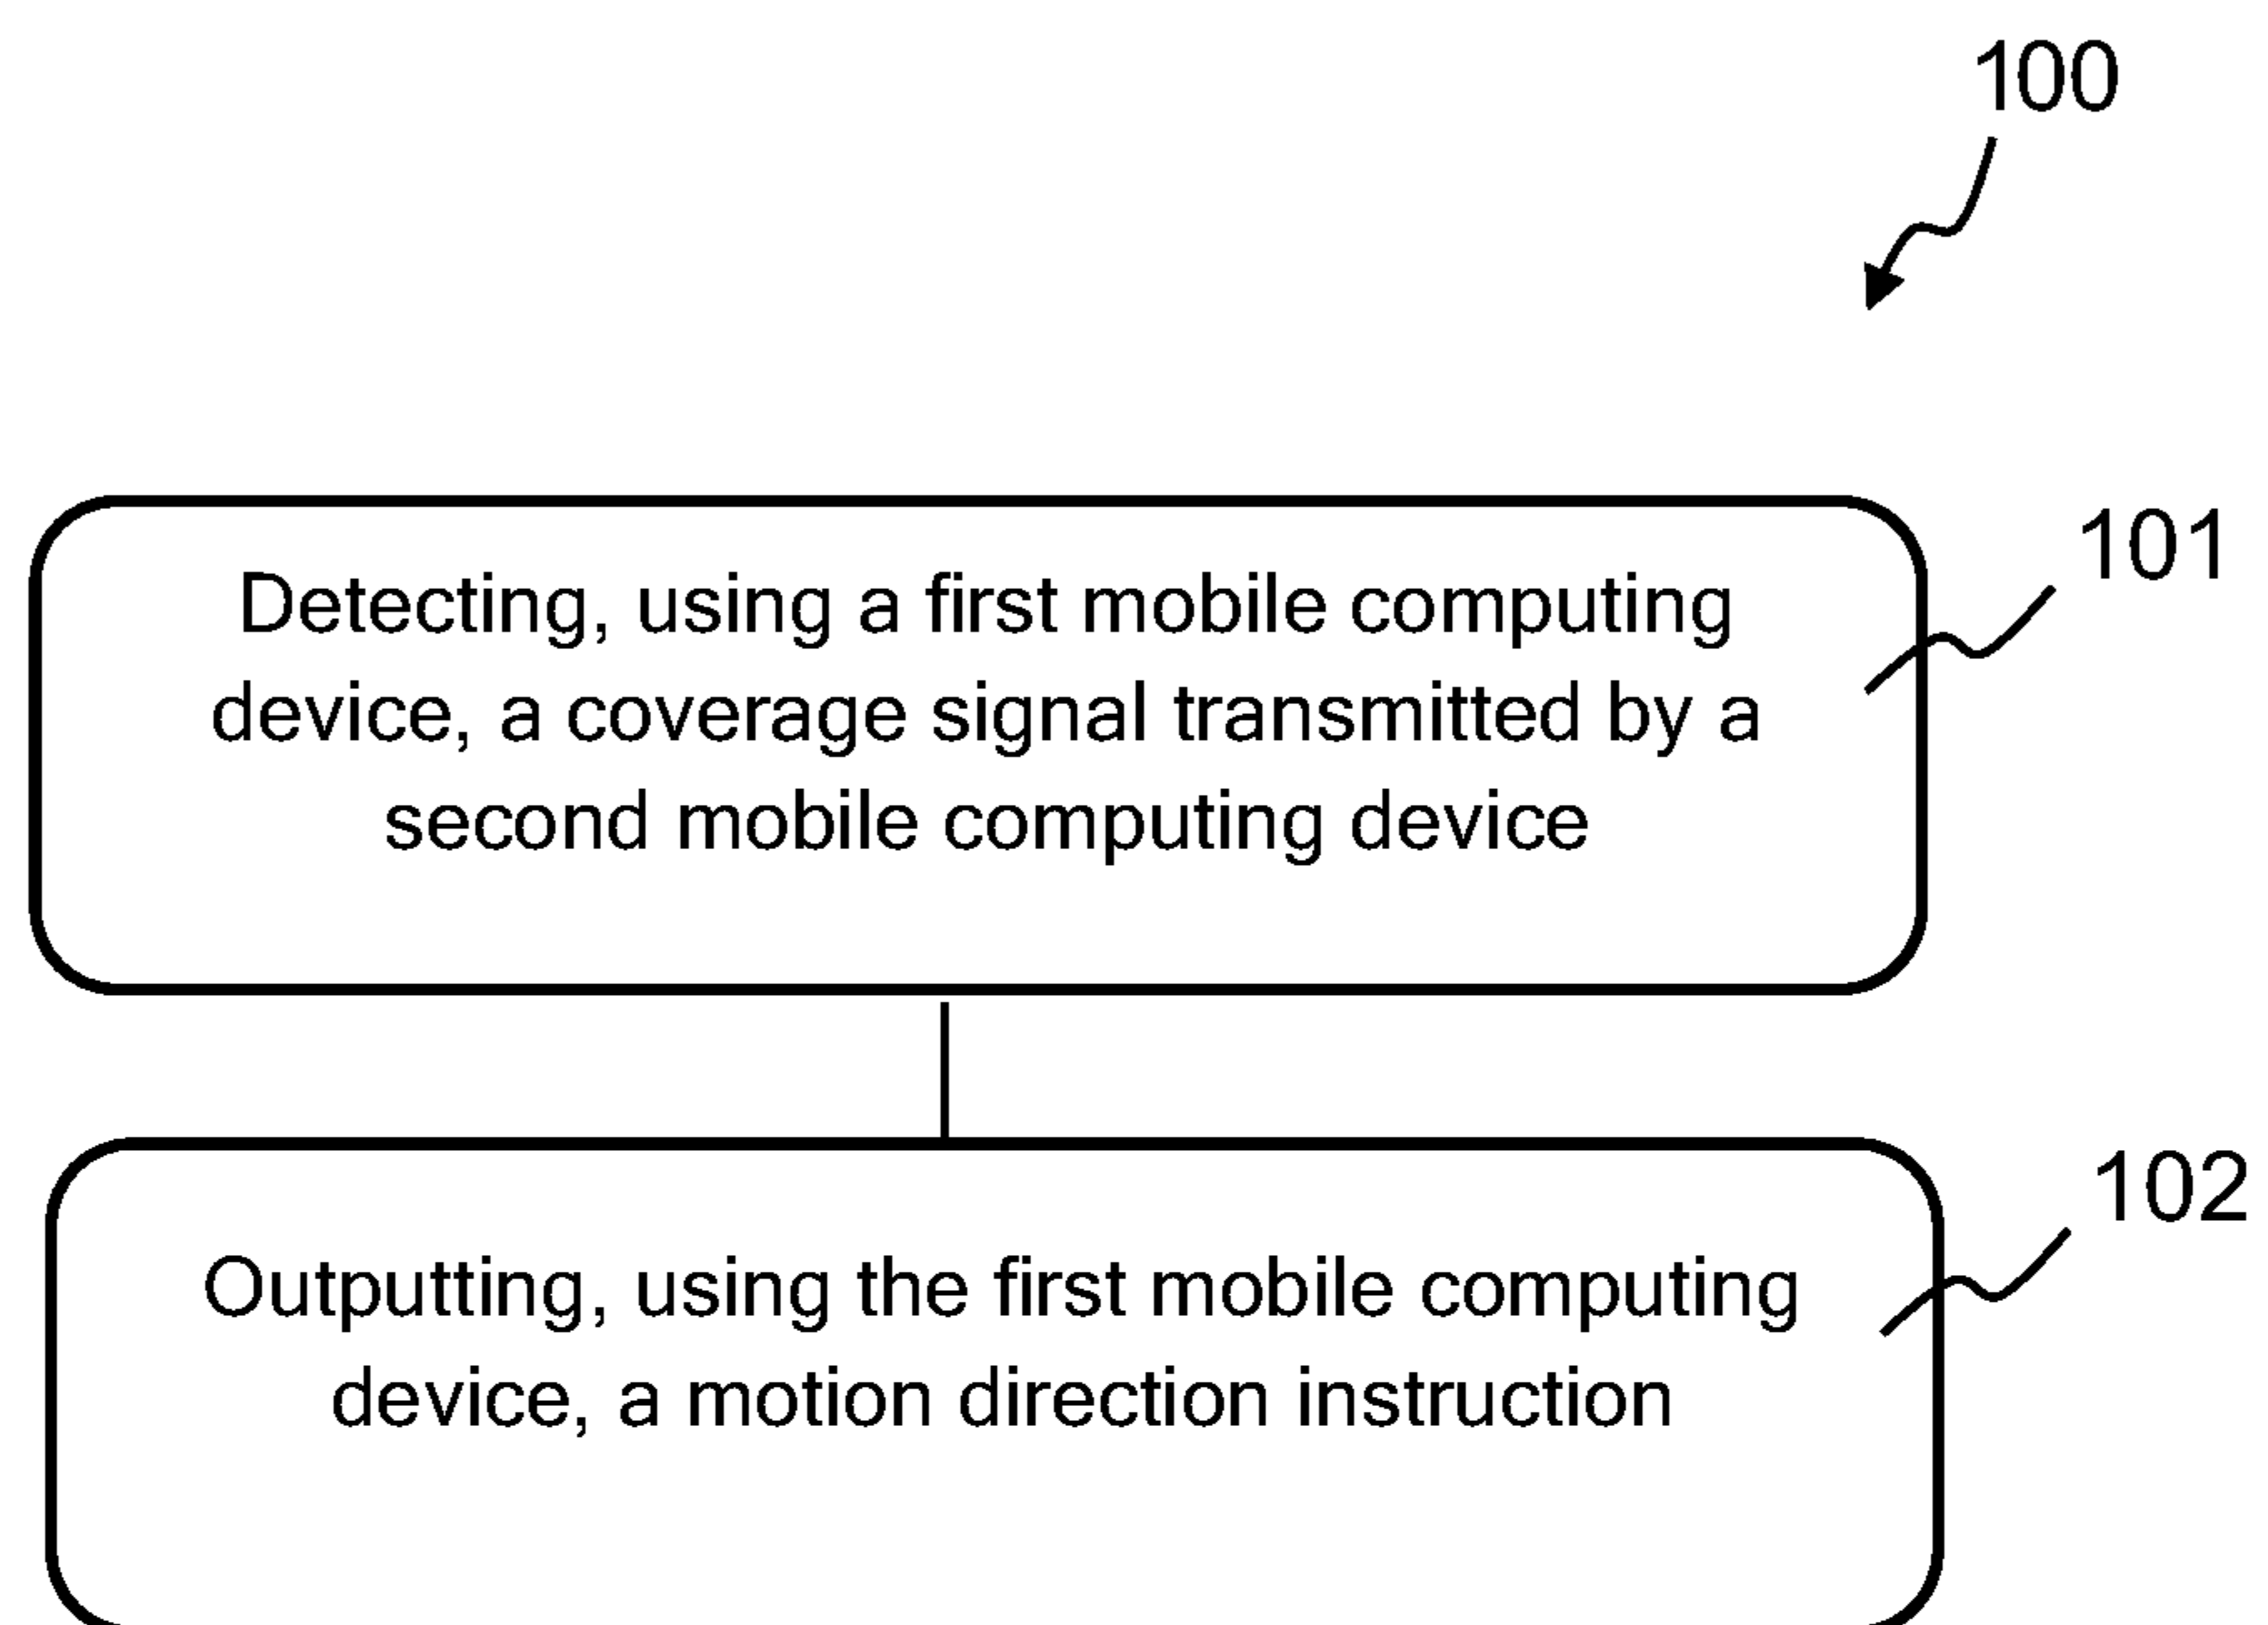 100
101
Detecting, using a first mobile computing
device, a coverage signal transmitted by a
second mobile computing device
102
Outputting, using the first mobile computing
device, a motion direction instruction